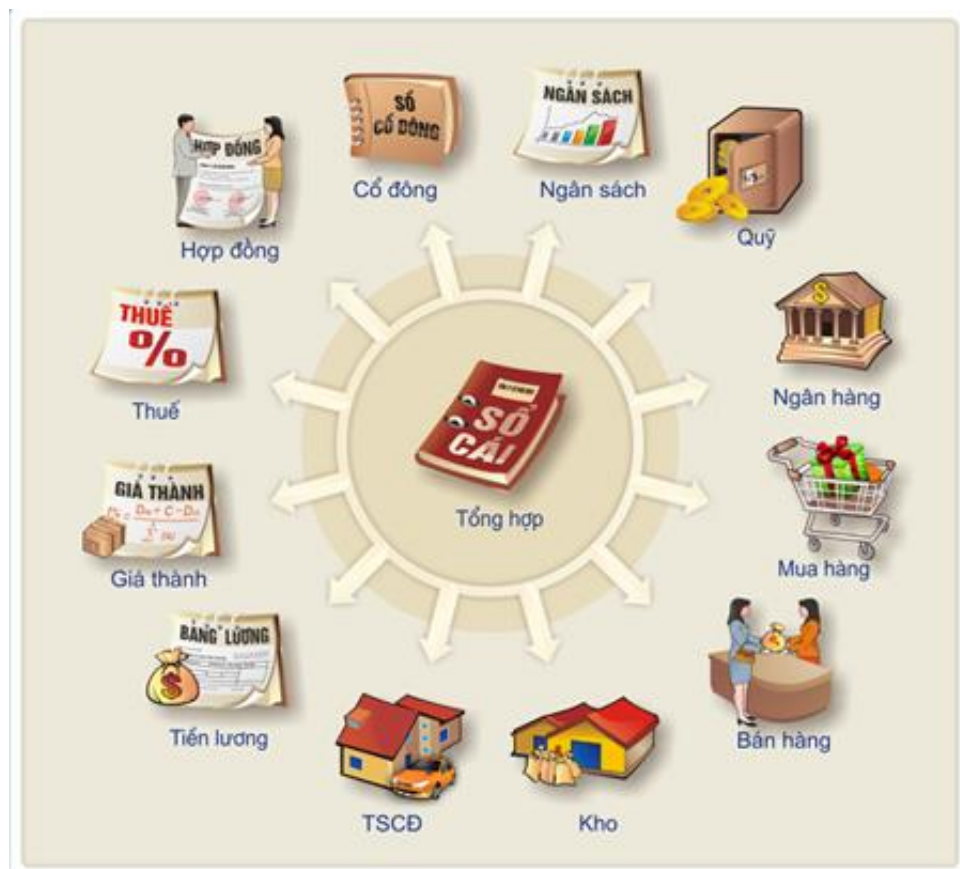 SỔ
CỔ ĐÔNG
Cổ đông
NGÂN SÁCH
Ngân sách
HỢP ĐỒNG
Hợp đồng
Quỹ
THUẾ
%
Thuế
$
Ngân hàng
SỔ
CÁI
Tổng hợp
GIÁ THÀNH
Giá thành
Mua hàng
BẢNG LƯƠNG
$
Tiền lương
$
Bán hàng
TSCĐ
Kho